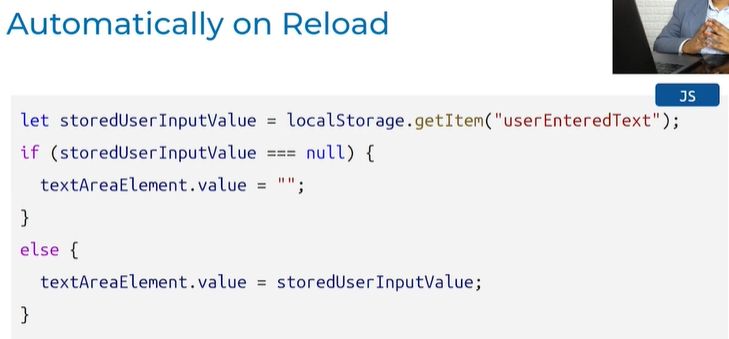 Automatically on Reload
JS
let storedUserInputValue = localStorage.getItem("userEnteredText");
if (storedUserInputValue === null) {
  textAreaElement.value = "";
}
else {
  textAreaElement.value = storedUserInputValue;
}